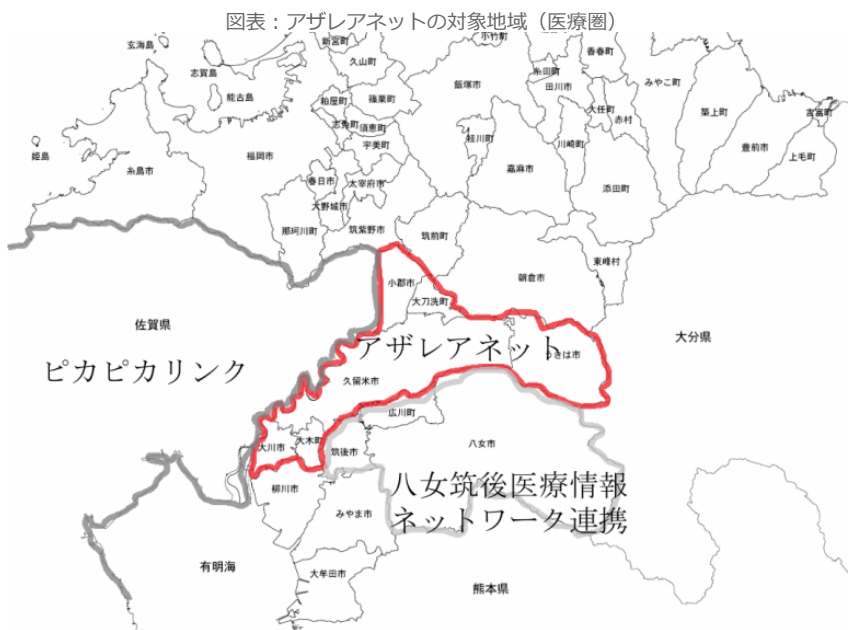 図表：アザレアネットの対象地域（医療圏）
小竹町
香春町
新宮町
玄海島
久山町
糸田町
志賀島
飯塚市
田川市
みやこ町
能古島
粕屋町
篠栗町
大任町
築上町
吉富町
志免町
須恵町
赤村
宇美町
桂川町
川崎町
豊前市
上毛町
姫島
福岡市
糸島市
嘉麻市
春日市
太宰府市
添田町
大野城市
那珂川町
筑紫野市
筑前町
東峰村
小郡市
朝倉市
大刀洗町
佐賀県
大分県
アザレアネット
うきは市
ピカピカリンク
久留米市
広川町
大川市
大木町
筑後市
八女市
柳川市
八女筑後医療情報
ネットワーク連携
みやま市
有明海
大牟田市
熊本県